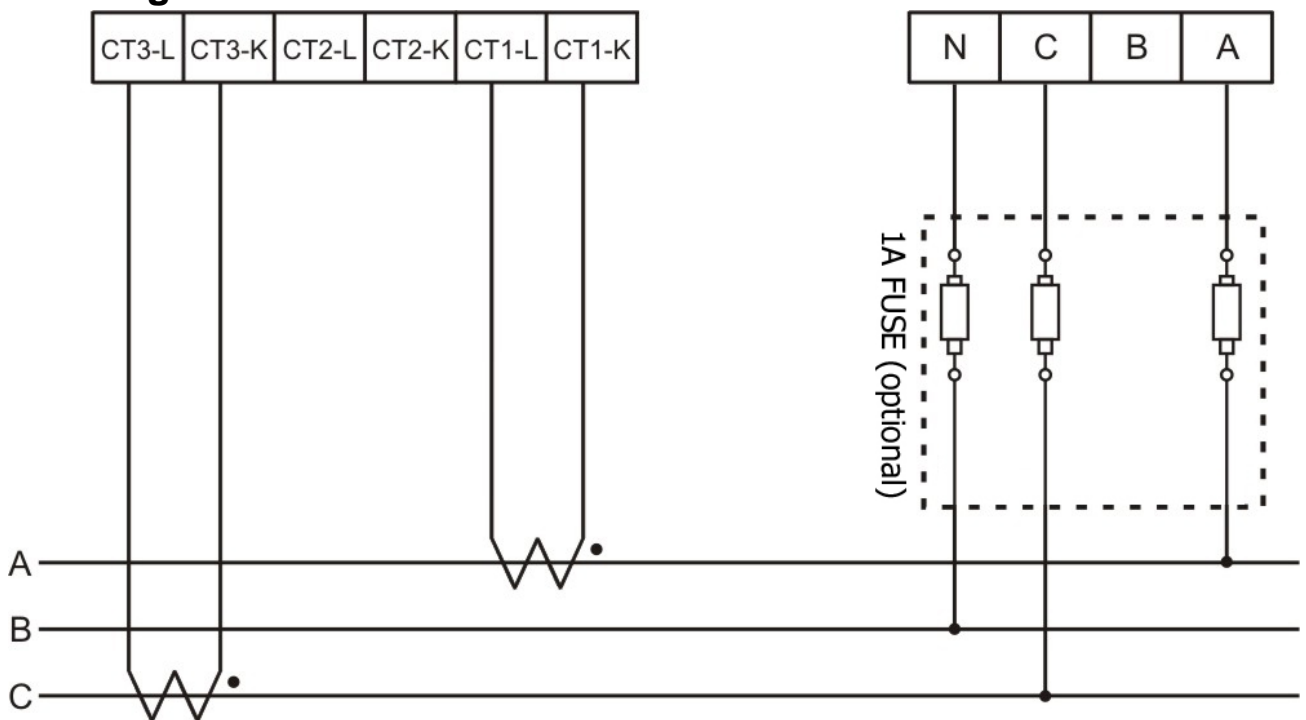 CT3-L CT3-K CT2-L CT2-K CT1-L CT1-K
N C B A
1A FUSE (optional)
A
B
C